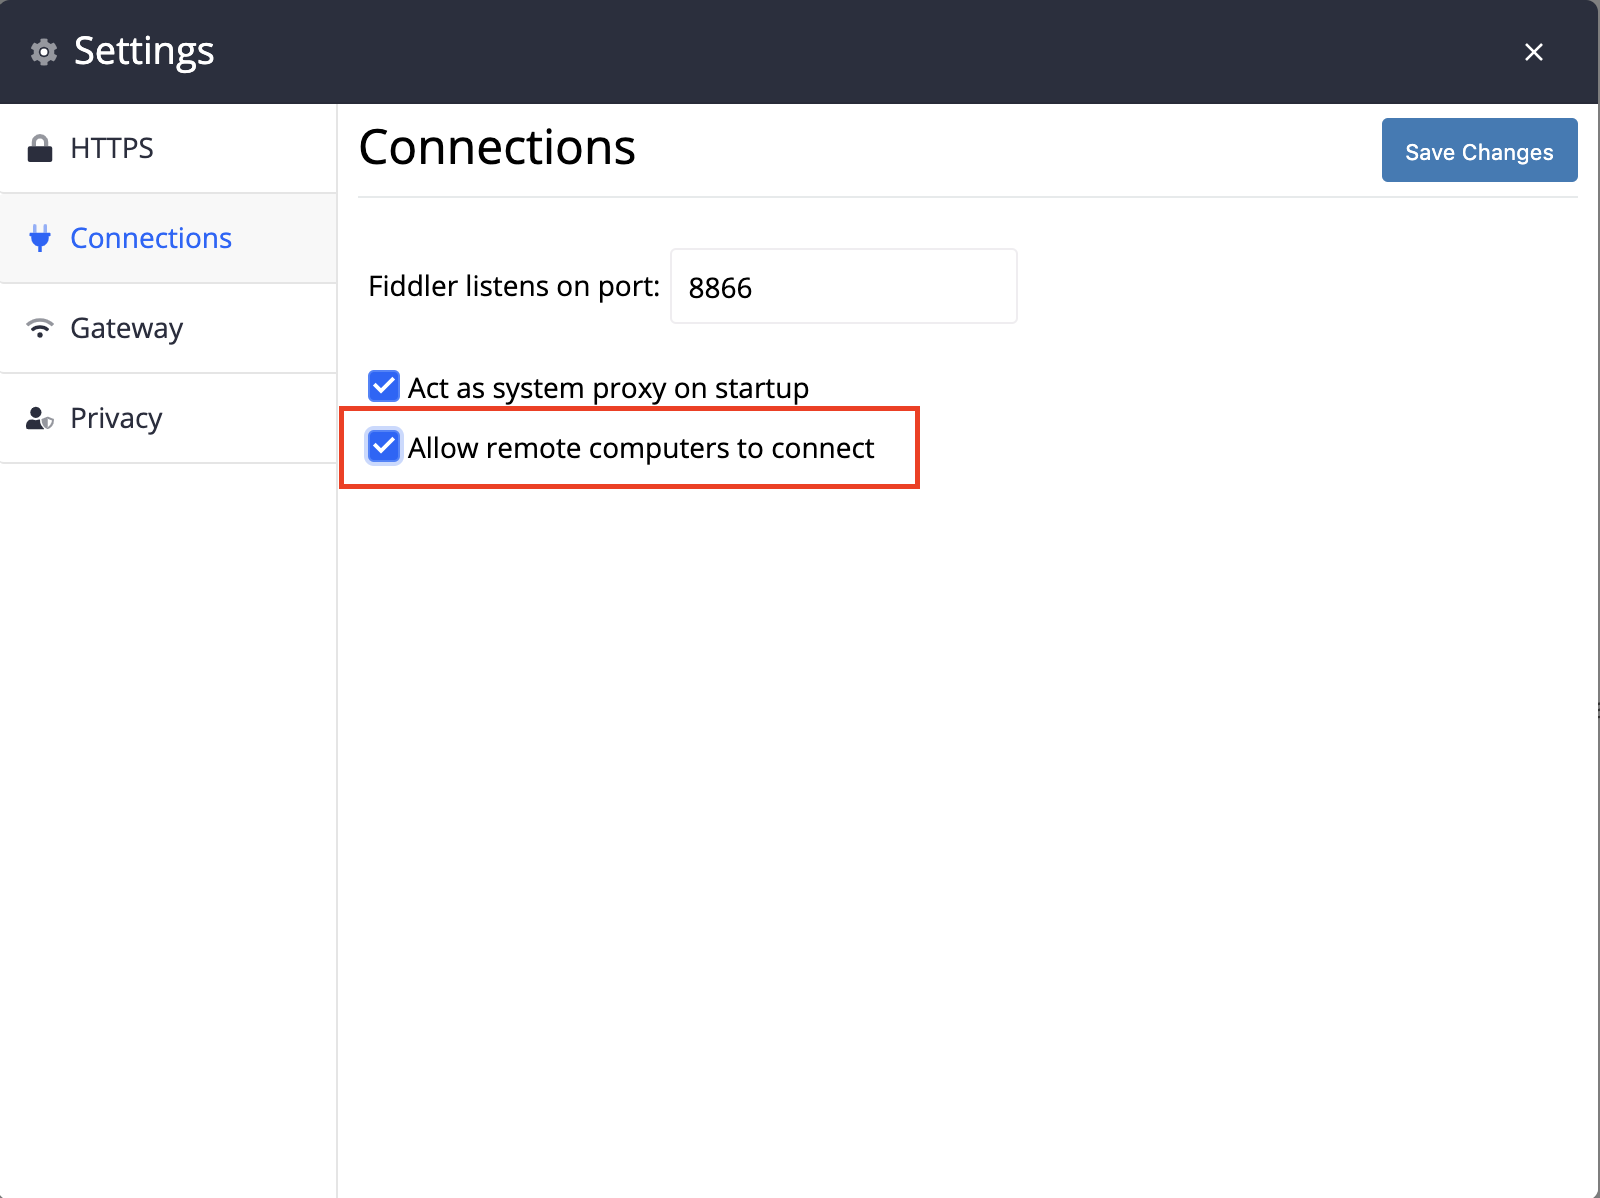 Settings
HTTPS
Connections
Gateway
Privacy
Connections
Save Changes
Fiddler listens on port: 8866
Act as system proxy on startup
Allow remote computers to connect